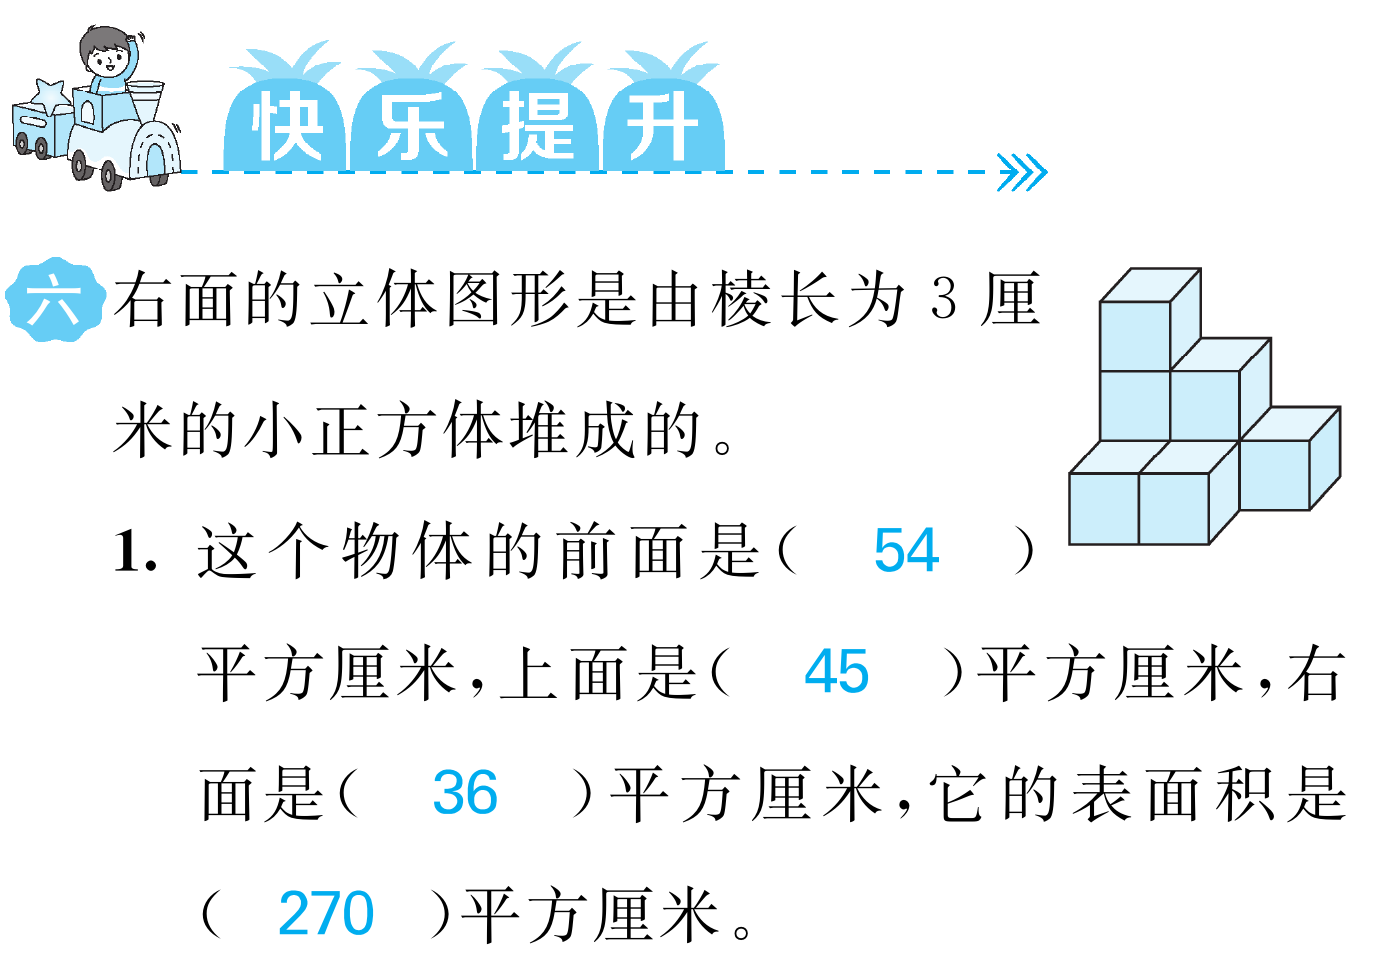 快乐提升
六 右面的立体图形是由棱长为 3 厘
米的小正方体堆成的。
1. 这个物体的前面是( 54 )
平方厘米,上面是( 45 )平方厘米,右
面是( 36 )平方厘米,它的表面积是
( 270 )平方厘米。